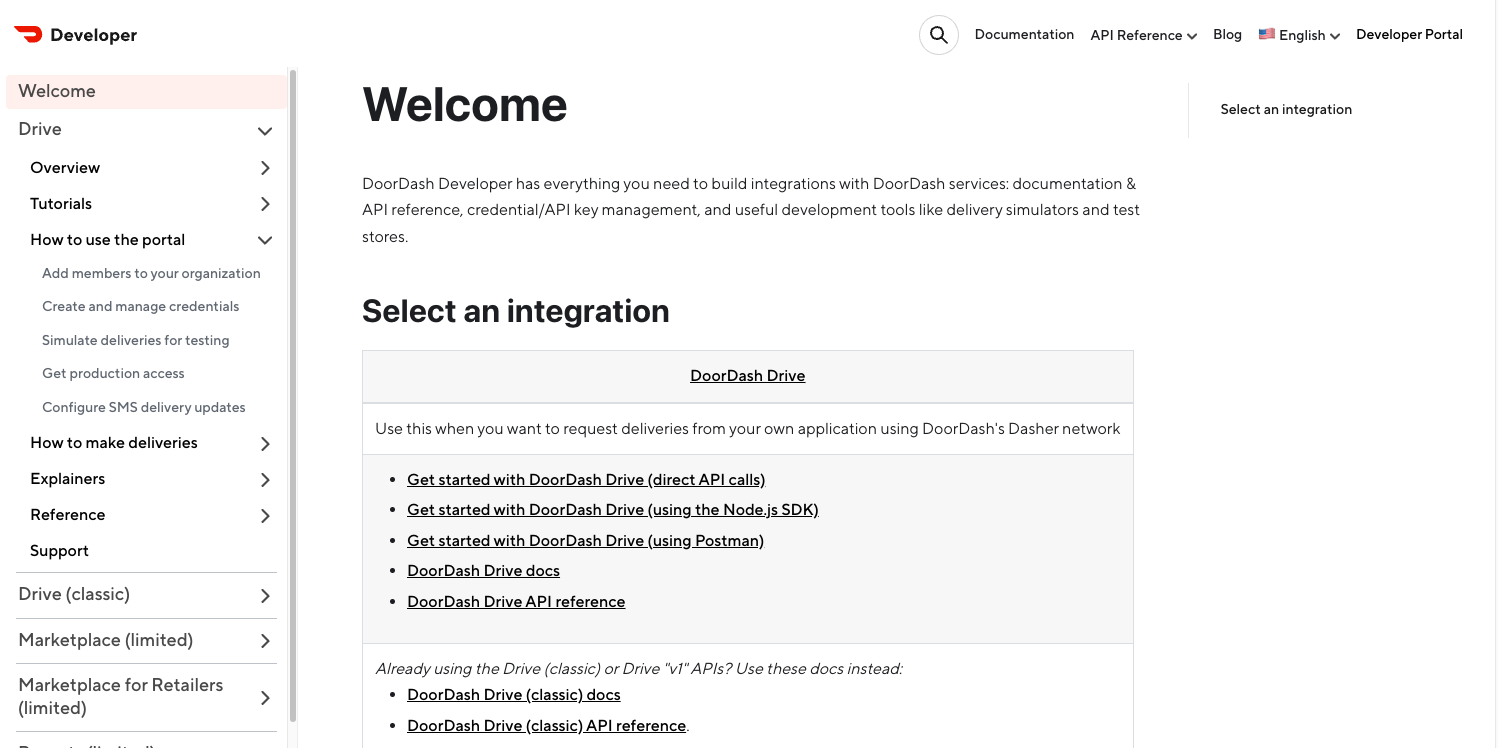 Developer
Documentation
API Reference
Blog
English
Developer Portal
Welcome
Drive
Overview
Tutorials
How to use the portal
Add members to your organization
Create and manage credentials
Simulate deliveries for testing
Get production access
Configure SMS delivery updates
How to make deliveries
Explainers
Reference
Support
Drive (classic)
Marketplace (limited)
Marketplace for Retailers
(limited)
Welcome
DoorDash Developer has everything you need to build integrations with DoorDash services: documentation &
API reference, credential/API key management, and useful development tools like delivery simulators and test
stores.
Select an integration
DoorDash Drive
Use this when you want to request deliveries from your own application using DoorDash's Dasher network
Get started with DoorDash Drive (direct API calls)
Get started with DoorDash Drive (using the Node.js SDK)
Get started with DoorDash Drive (using Postman)
DoorDash Drive docs
DoorDash Drive API reference
Already using the Drive (classic) or Drive "v1" APIs? Use these docs instead:
DoorDash Drive (classic) docs
DoorDash Drive (classic) API reference.
Select an integration